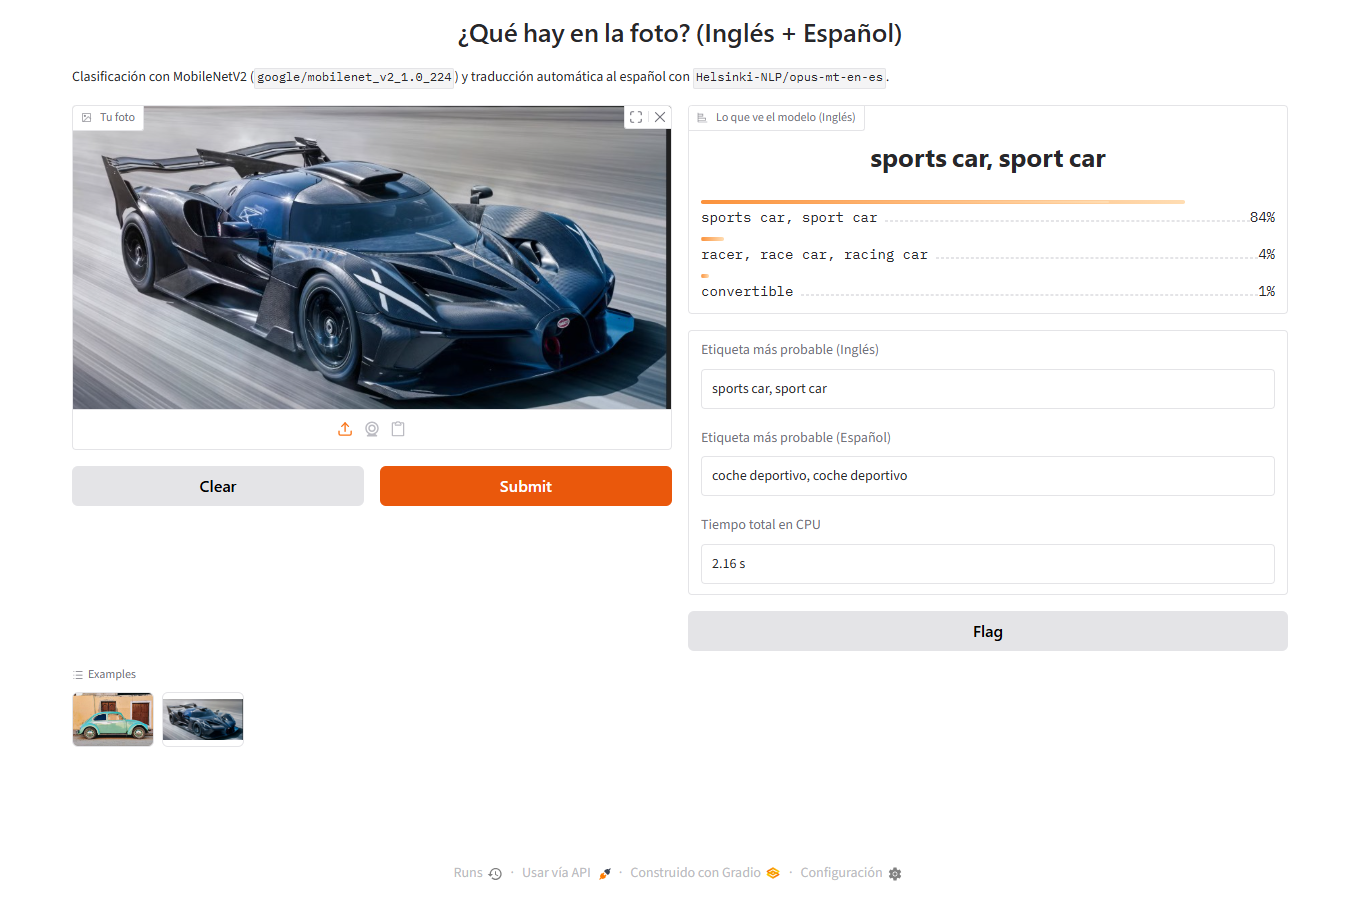 ¿Qué hay en la foto? (Inglés + Español)
Clasificación con MobileNetV2 (google/mobilenet_v2_1.0_224) y traducción automática al español con Helsinki-NLP/opus-mt-en-es.
Tu foto
Lo que ve el modelo (Inglés)
sports car, sport car
sports car, sport car 84%
racer, race car, racing car 4%
convertible 1%
Etiqueta más probable (Inglés)
sports car, sport car
Etiqueta más probable (Español)
coche deportivo, coche deportivo
Tiempo total en CPU
2.16 s
Clear
Submit
Flag
Examples
Runs · Usar vía API · Construido con Gradio · Configuración